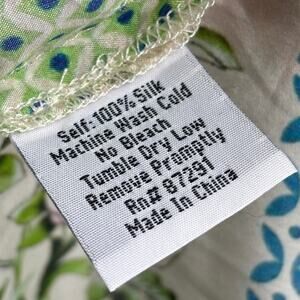 Self: 100% Silk
Machine Wash Cold
No Bleach
Tumble Dry Low
Remove Promptly
Rn# 87291
Made In China